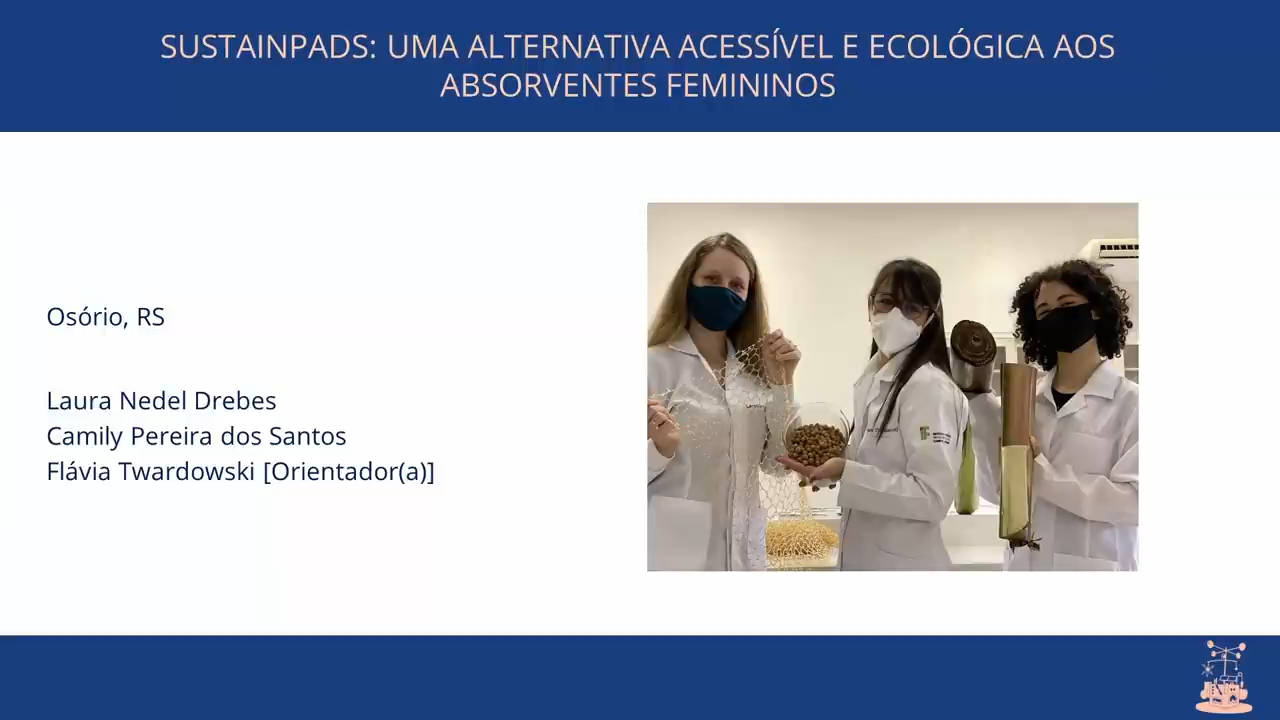 SUSTAINPADS: UMA ALTERNATIVA ACESSÍVEL E ECOLÓGICA AOS
ABSORVENTES FEMININOS
Osório, RS
Laura Nedel Drebes
Camily Pereira dos Santos
Flávia Twardowski [Orientador(a)]